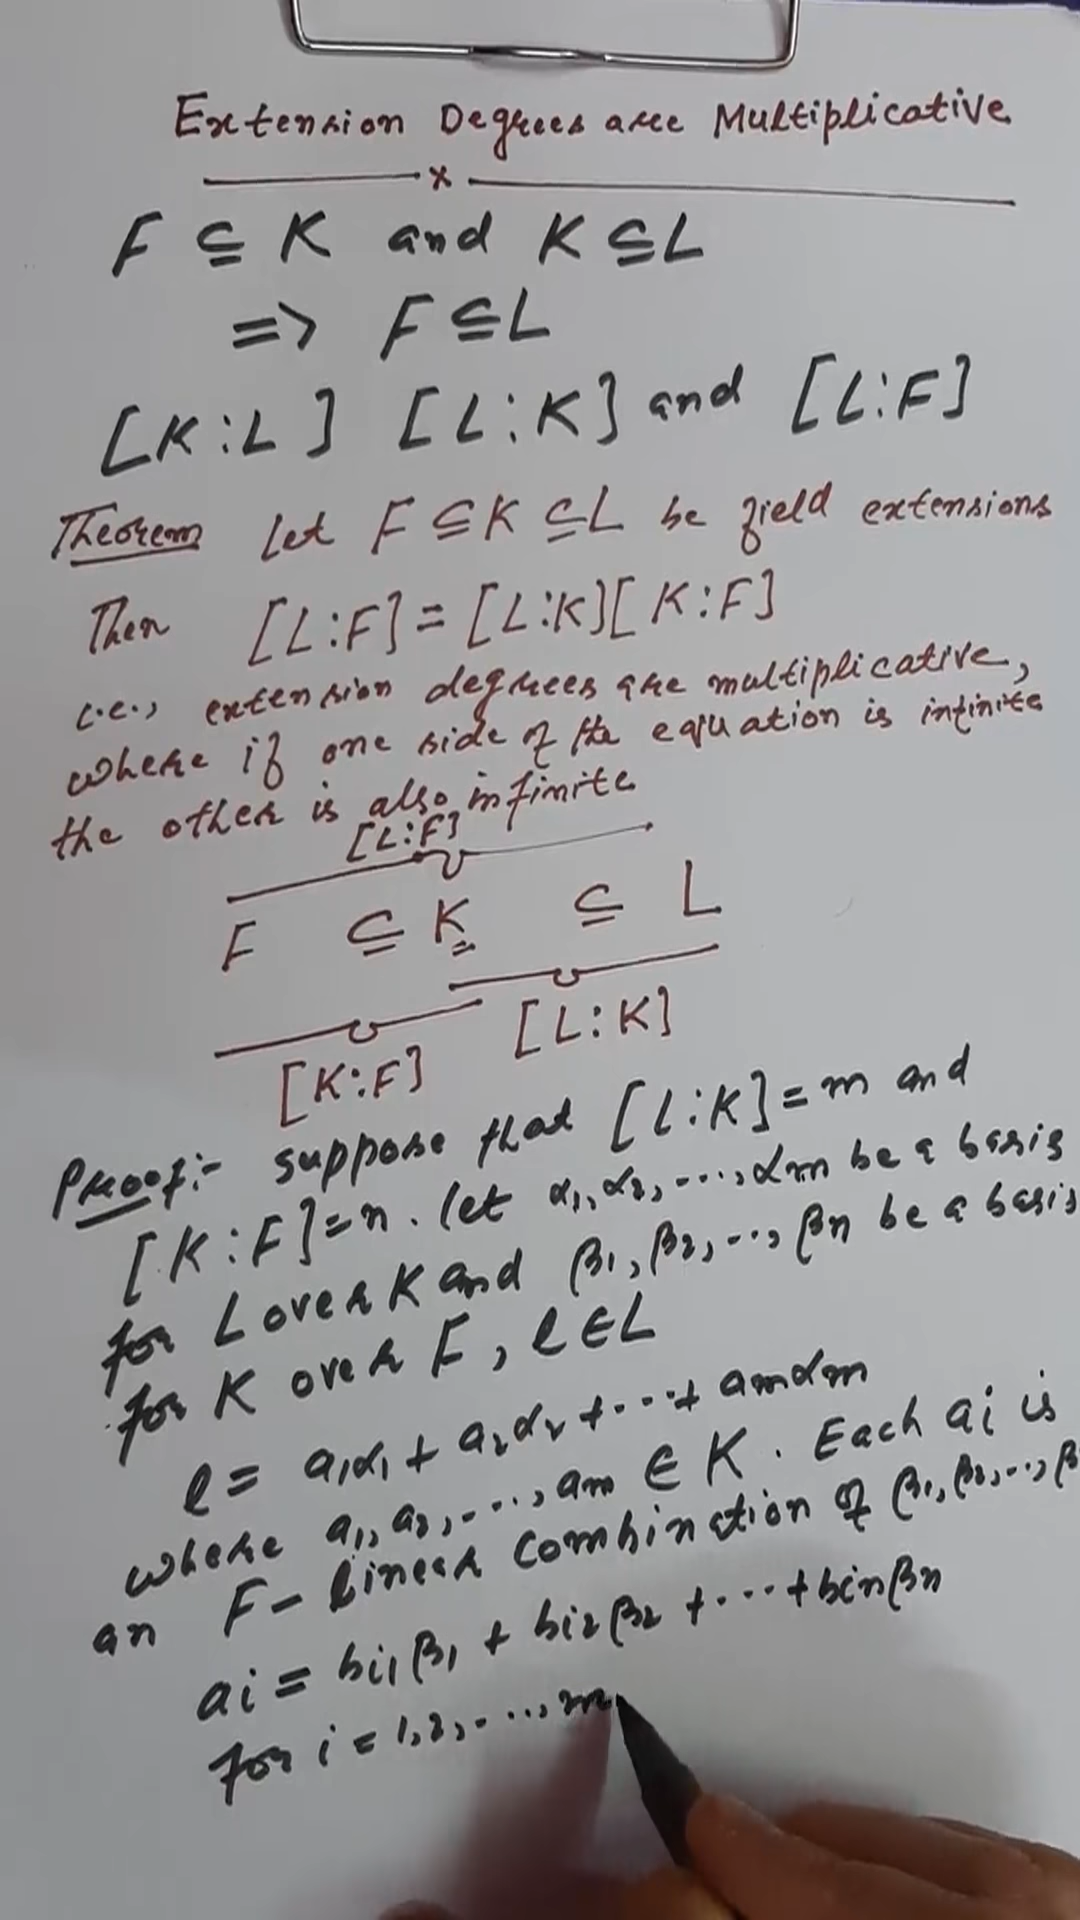 Extension Degrees are Multiplicative
x
F ⊆ K and K ⊆ L
=> F ⊆ L
[K:L] [L:K] and [L:F]
Theorem Let F ⊆ K ⊆ L be field extensions
Then [L:F] = [L:K][K:F]
i.e., extension degrees are multiplicative,
where if one side of the equation is infinite
the other is also infinite
[L:F]
F ⊆ K ⊆ L
[L:K]
[K:F]
Proof:- suppose that [L:K] = m and
[K:F] = n. let α1, α2, ..., αm be a basis
for L over K and β1, β2, ..., βn be a basis
for K over F, l ∈ L
l = a1α1 + a2α2 + ... + amαm
where a1, a2, ..., am ∈ K. Each ai is
an F-linear combination of β1, β2, ..., β
ai = bi1β1 + bi2β2 + ... + binβn
for i = 1, 2, ..., m